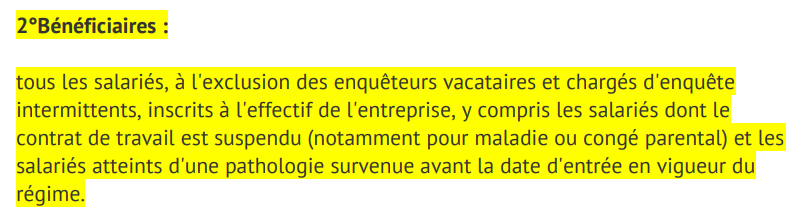 2°Bénéficiaires :
tous les salariés, à l'exclusion des enquêteurs vacataires et chargés d'enquête
intermittents, inscrits à l'effectif de l'entreprise, y compris les salariés dont le
contrat de travail est suspendu (notamment pour maladie ou congé parental) et les
salariés atteints d'une pathologie survenue avant la date d'entrée en vigueur du
régime.